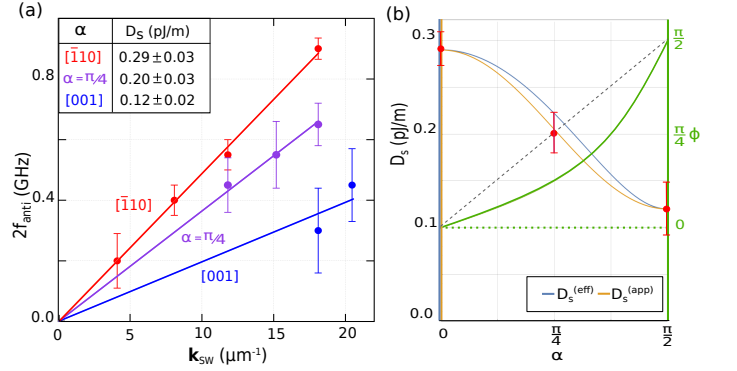 (a)
α D_s (pJ/m)
[1̄10] 0.29±0.03
α=π/4 0.20±0.03
[001] 0.12±0.02
0.8
0.4
0.0
2f_anti (GHz)
[1̄10]
α=π/4
[001]
0 5 10 15 20
k_SW (μm⁻¹)
(b)
0.3
0.2
0.1
0.0
D_s (pJ/m)
π/2
π/4 ϕ
0
D_s^(eff) D_s^(app)
0 π/4 π/2
α